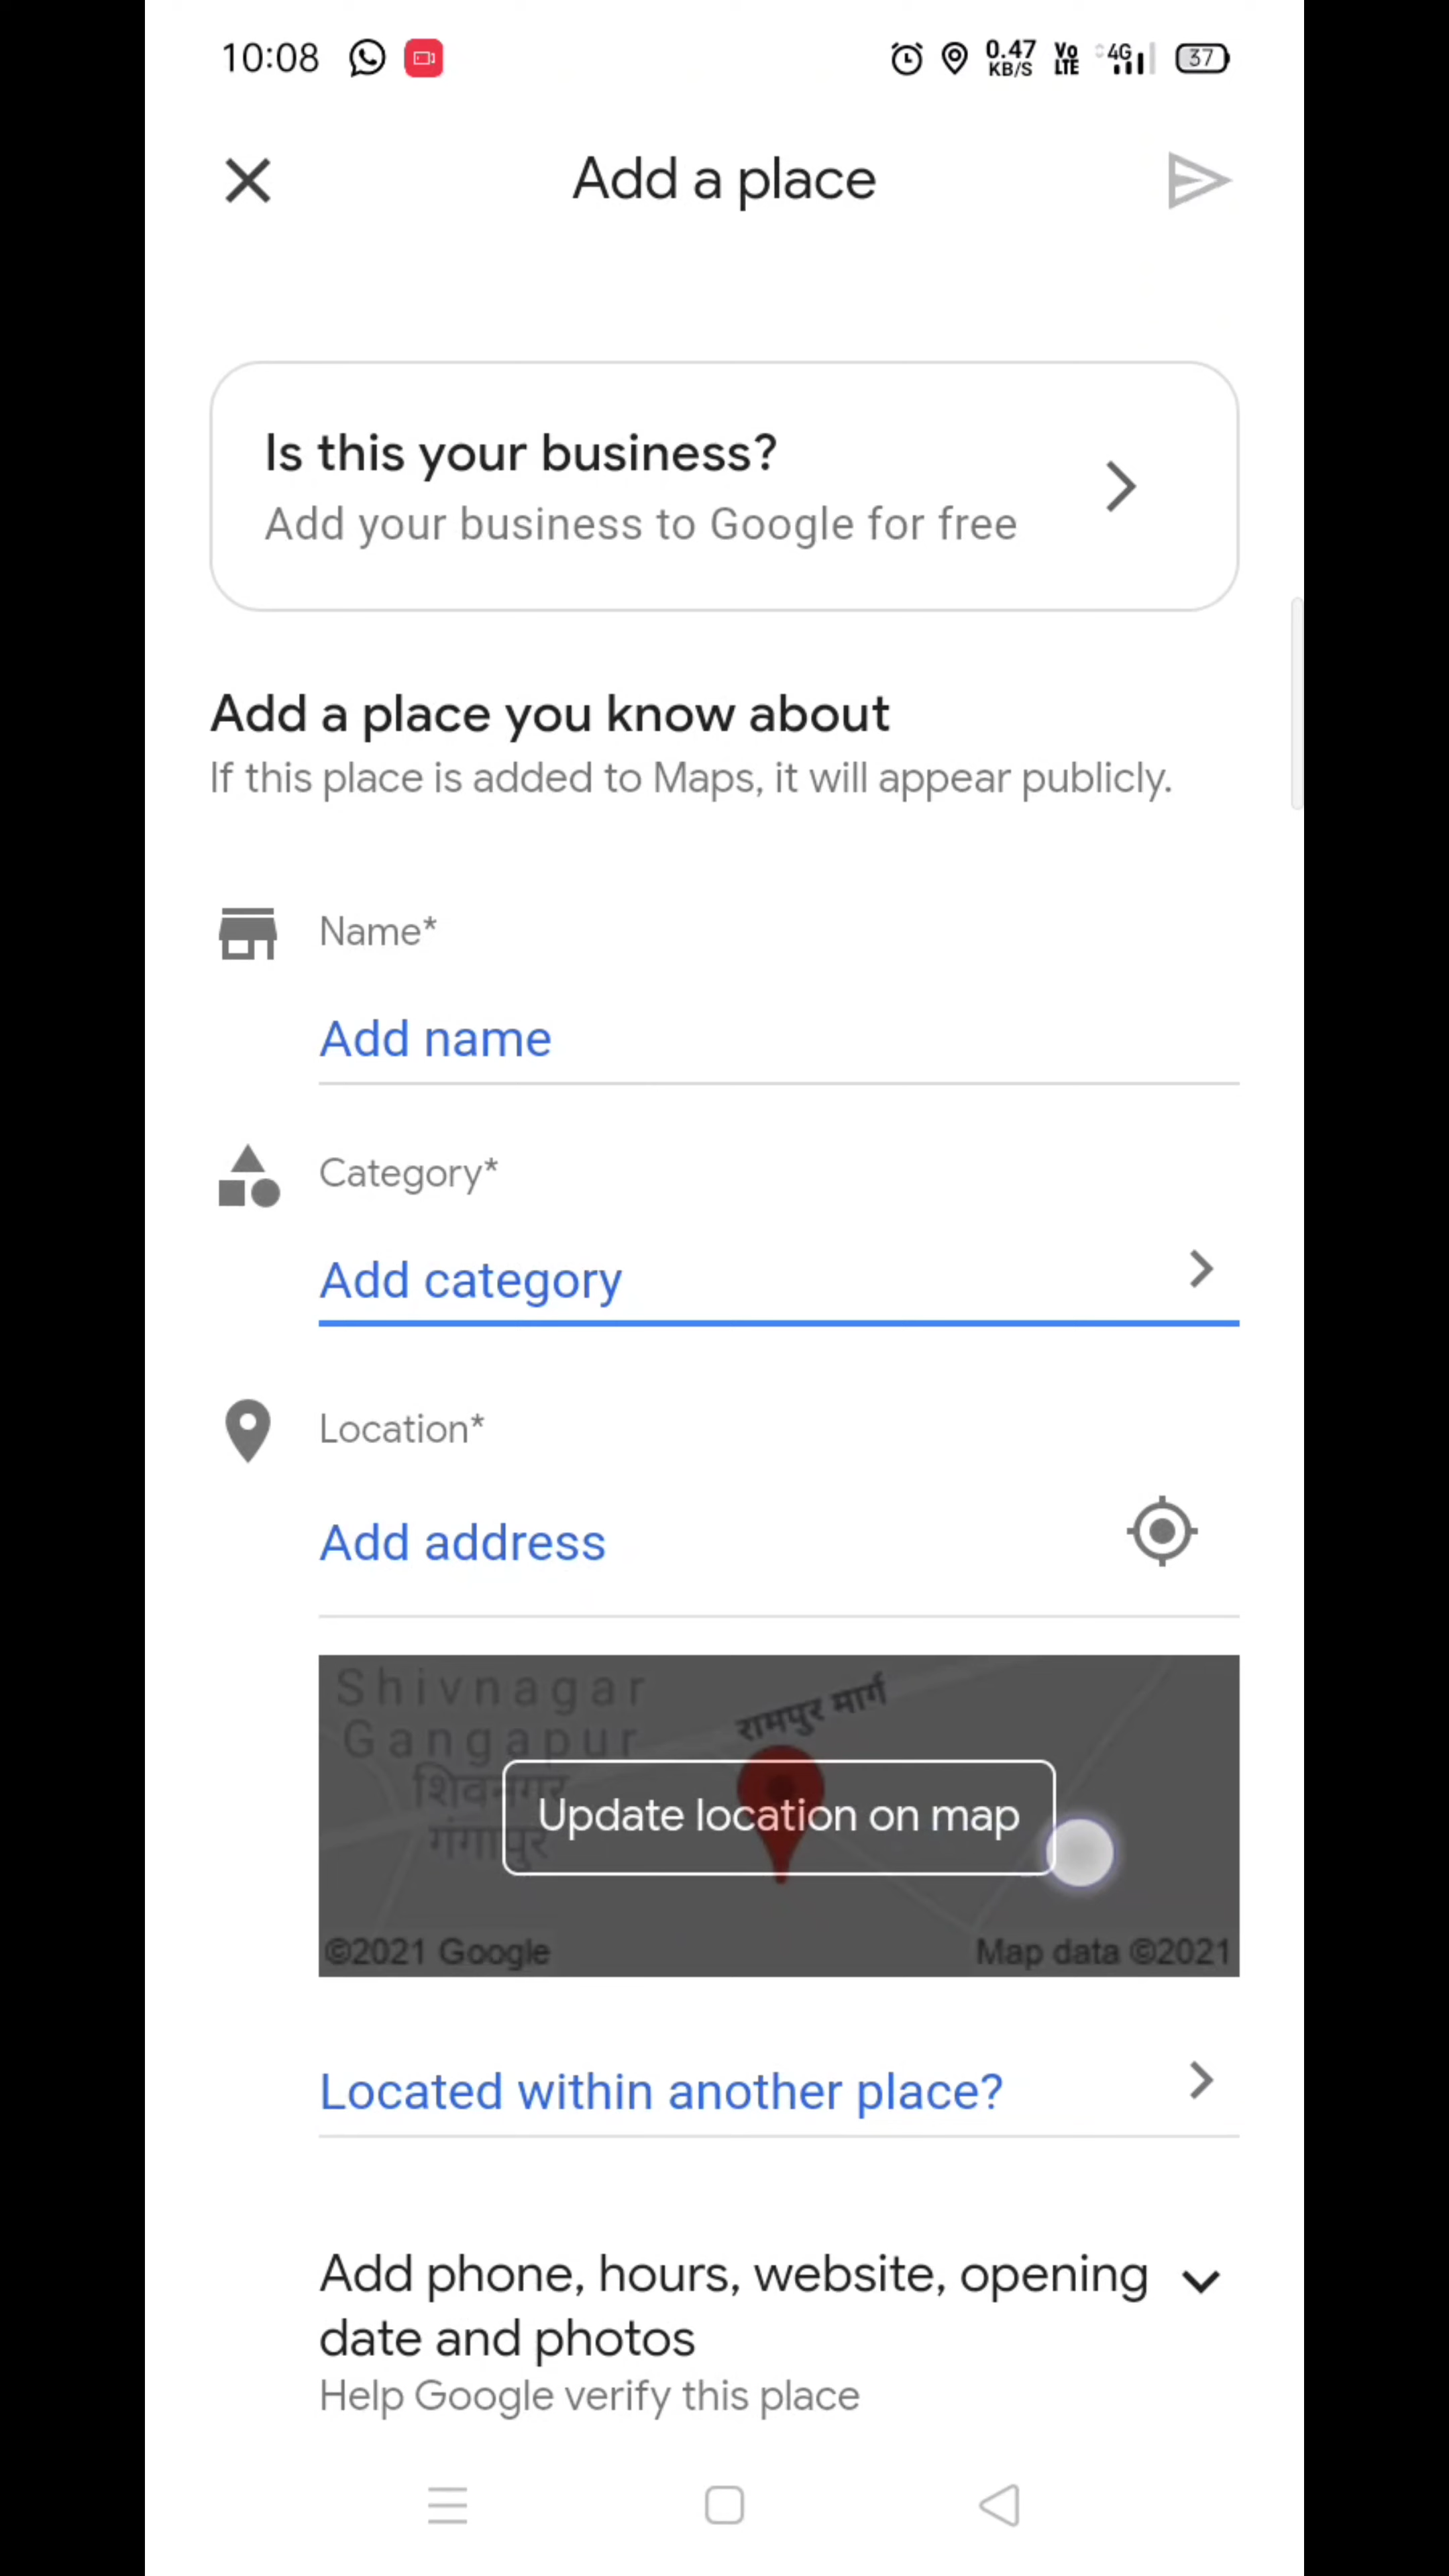 10:08
0.47 KB/S
Vo LTE
4G
37
Add a place
Is this your business?
Add your business to Google for free
Add a place you know about
If this place is added to Maps, it will appear publicly.
Name*
Add name
Category*
Add category
Location*
Add address
Shivnagar
Gangapur
शिवनगर
गंगापुर
रामपुर मार्ग
Update location on map
©2021 Google
Map data ©2021
Located within another place?
Add phone, hours, website, opening
date and photos
Help Google verify this place